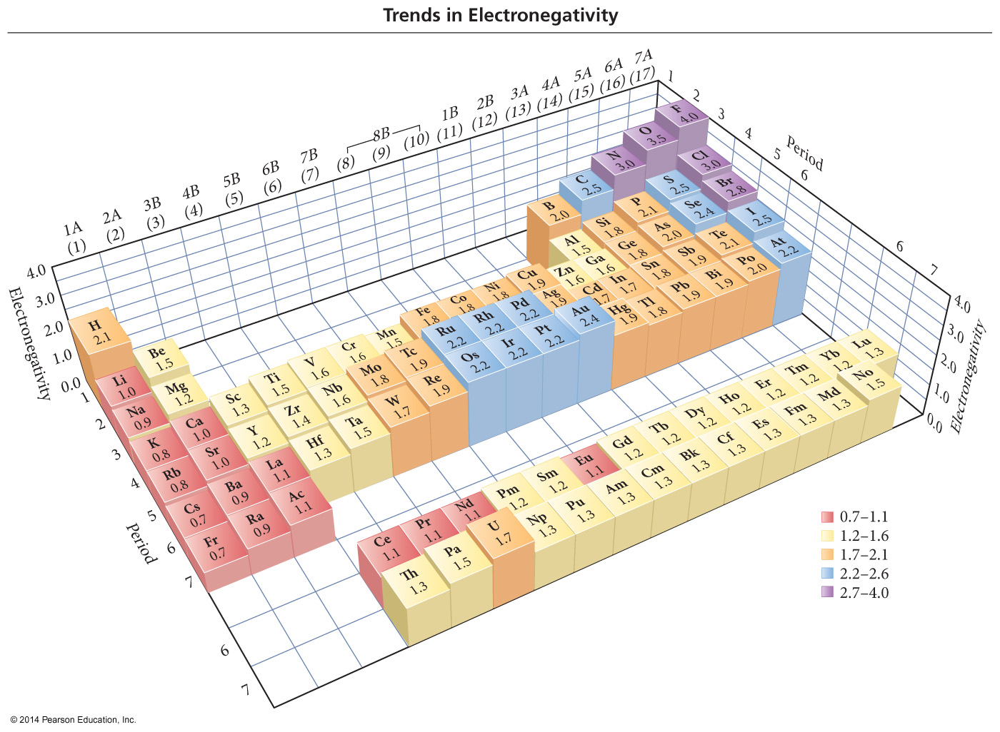 Trends in Electronegativity
1A 2A 3B 4B 5B 6B 7B 8B 1B 2B 3A 4A 5A 6A 7A
(1) (2) (3) (4) (5) (6) (7) (8) (9) (10) (11) (12) (13) (14) (15) (16) (17)
1 2 3 4 5 6 6 7
Period
4.0 3.0 2.0 1.0 0.0
Electronegativity
1 2 3 4 5 6 7 6 7
Period
4.0 3.0 2.0 1.0 0.0
Electronegativity
H 2.1
Li 1.0
Be 1.5
B 2.0
C 2.5
N 3.0
O 3.5
F 4.0
Na 0.9
Mg 1.2
Al 1.5
Si 1.8
P 2.1
S 2.5
Cl 3.0
K 0.8
Ca 1.0
Sc 1.3
Ti 1.5
V 1.6
Cr 1.6
Mn 1.5
Fe 1.8
Co 1.8
Ni 1.8
Cu 1.9
Zn 1.6
Ga 1.6
Ge 1.8
As 2.0
Se 2.4
Br 2.8
Rb 0.8
Sr 1.0
Y 1.2
Zr 1.4
Nb 1.6
Mo 1.8
Tc 1.9
Ru 2.2
Rh 2.2
Pd 2.2
Ag 1.9
Cd 1.7
In 1.7
Sn 1.8
Sb 1.9
Te 2.1
I 2.5
Cs 0.7
Ba 0.9
La 1.1
Hf 1.3
Ta 1.5
W 1.7
Re 1.9
Os 2.2
Ir 2.2
Pt 2.2
Au 2.4
Hg 1.9
Tl 1.8
Pb 1.9
Bi 1.9
Po 2.0
At 2.2
Fr 0.7
Ra 0.9
Ac 1.1
Ce 1.1
Pr 1.1
Nd 1.1
Pm 1.2
Sm 1.2
Eu 1.1
Gd 1.2
Tb 1.2
Dy 1.2
Ho 1.2
Er 1.2
Tm 1.2
Yb 1.2
Lu 1.3
Th 1.3
Pa 1.5
U 1.7
Np 1.3
Pu 1.3
Am 1.3
Cm 1.3
Bk 1.3
Cf 1.3
Es 1.3
Fm 1.3
Md 1.3
No 1.5
0.7–1.1
1.2–1.6
1.7–2.1
2.2–2.6
2.7–4.0
© 2014 Pearson Education, Inc.